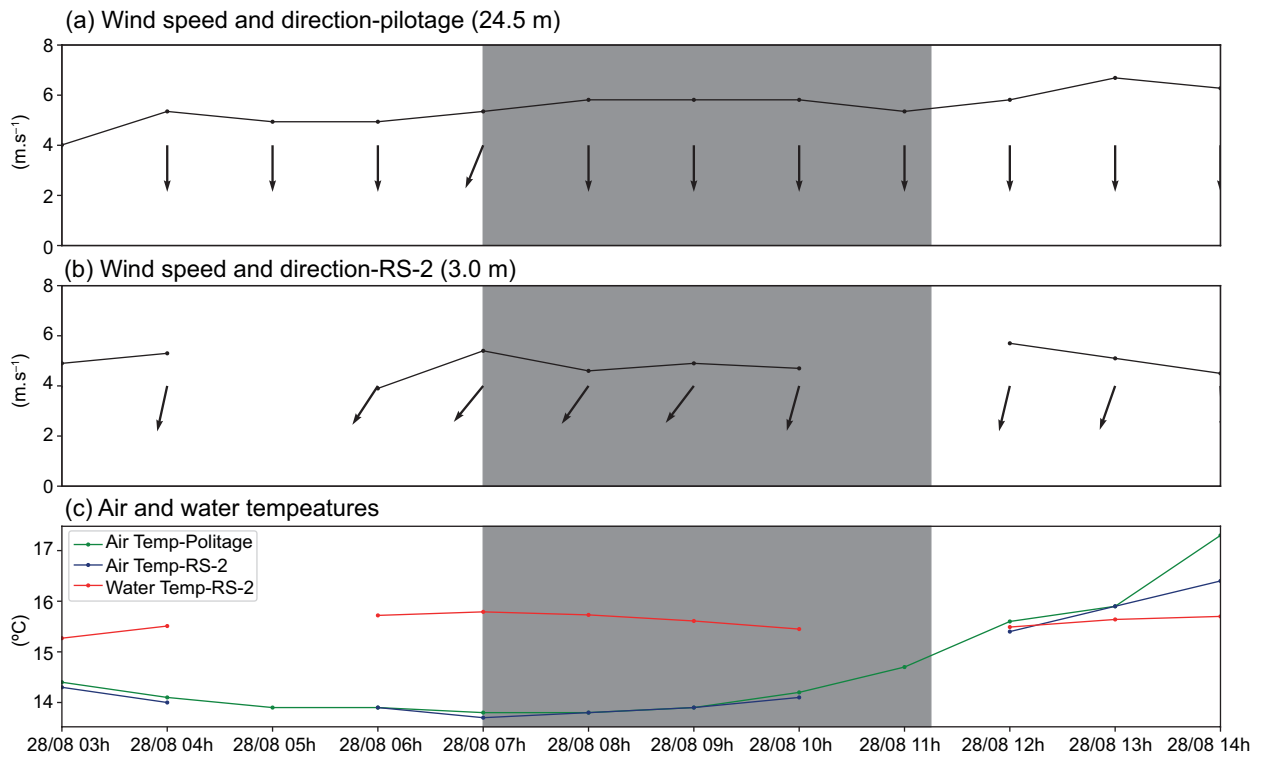 (a) Wind speed and direction-pilotage (24.5 m)
8
6
4
2
0
(m.s⁻¹)
(b) Wind speed and direction-RS-2 (3.0 m)
8
6
4
2
0
(m.s⁻¹)
(c) Air and water tempeatures
17
16
15
14
(ºC)
Air Temp-Politage
Air Temp-RS-2
Water Temp-RS-2
28/08 03h 28/08 04h 28/08 05h 28/08 06h 28/08 07h 28/08 08h 28/08 09h 28/08 10h 28/08 11h 28/08 12h 28/08 13h 28/08 14h